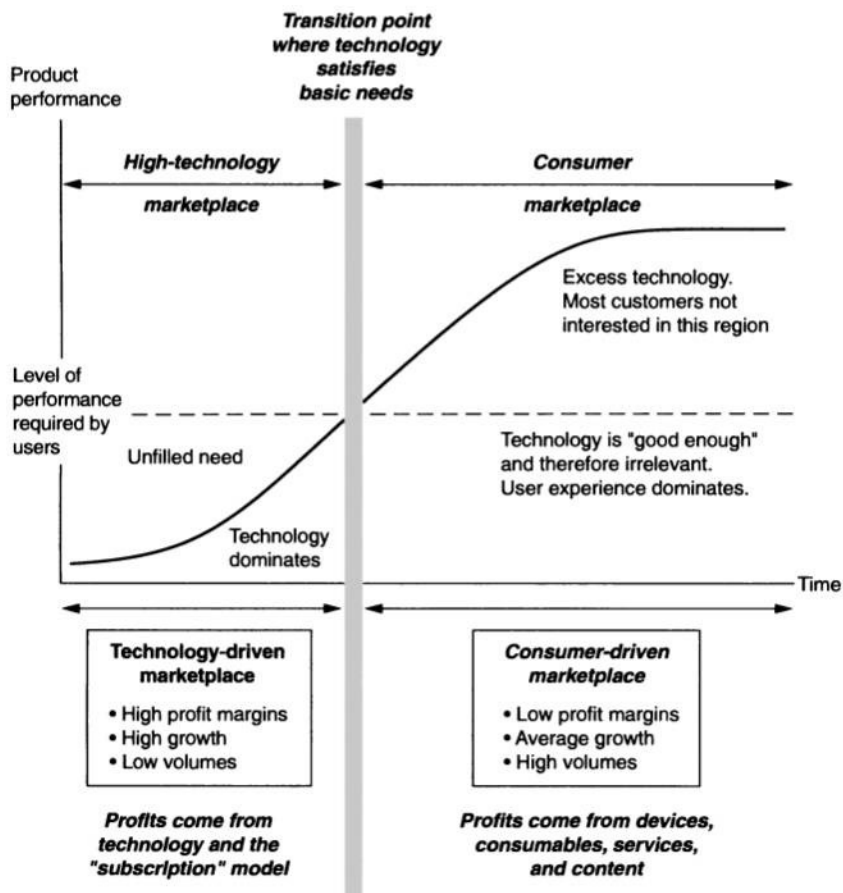 Transition point
where technology
satisfies
basic needs
Product
performance
High-technology
marketplace
Consumer
marketplace
Excess technology.
Most customers not
interested in this region
Level of
performance
required by
users
Unfilled need
Technology is "good enough"
and therefore irrelevant.
User experience dominates.
Technology
dominates
Time
Technology-driven
marketplace
• High profit margins
• High growth
• Low volumes
Consumer-driven
marketplace
• Low profit margins
• Average growth
• High volumes
Profits come from
technology and the
"subscription" model
Profits come from devices,
consumables, services,
and content